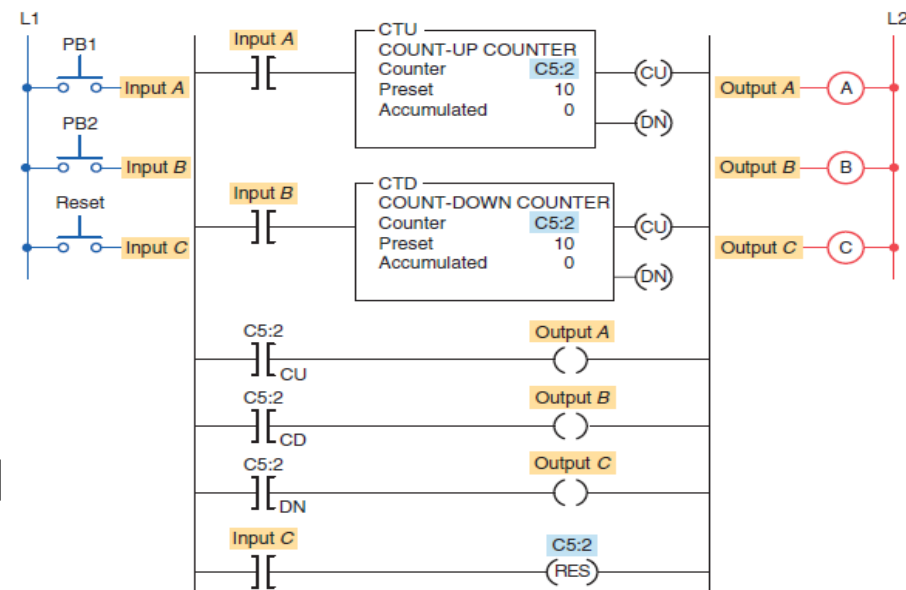 L1
L2
PB1
Input A
PB2
Input B
Reset
Input C
Input A
CTU
COUNT-UP COUNTER
Counter C5:2
Preset 10
Accumulated 0
CU
DN
Input B
CTD
COUNT-DOWN COUNTER
Counter C5:2
Preset 10
Accumulated 0
CU
DN
C5:2
CU
Output A
C5:2
CD
Output B
C5:2
DN
Output C
Input C
C5:2
RES
Output A A
Output B B
Output C C